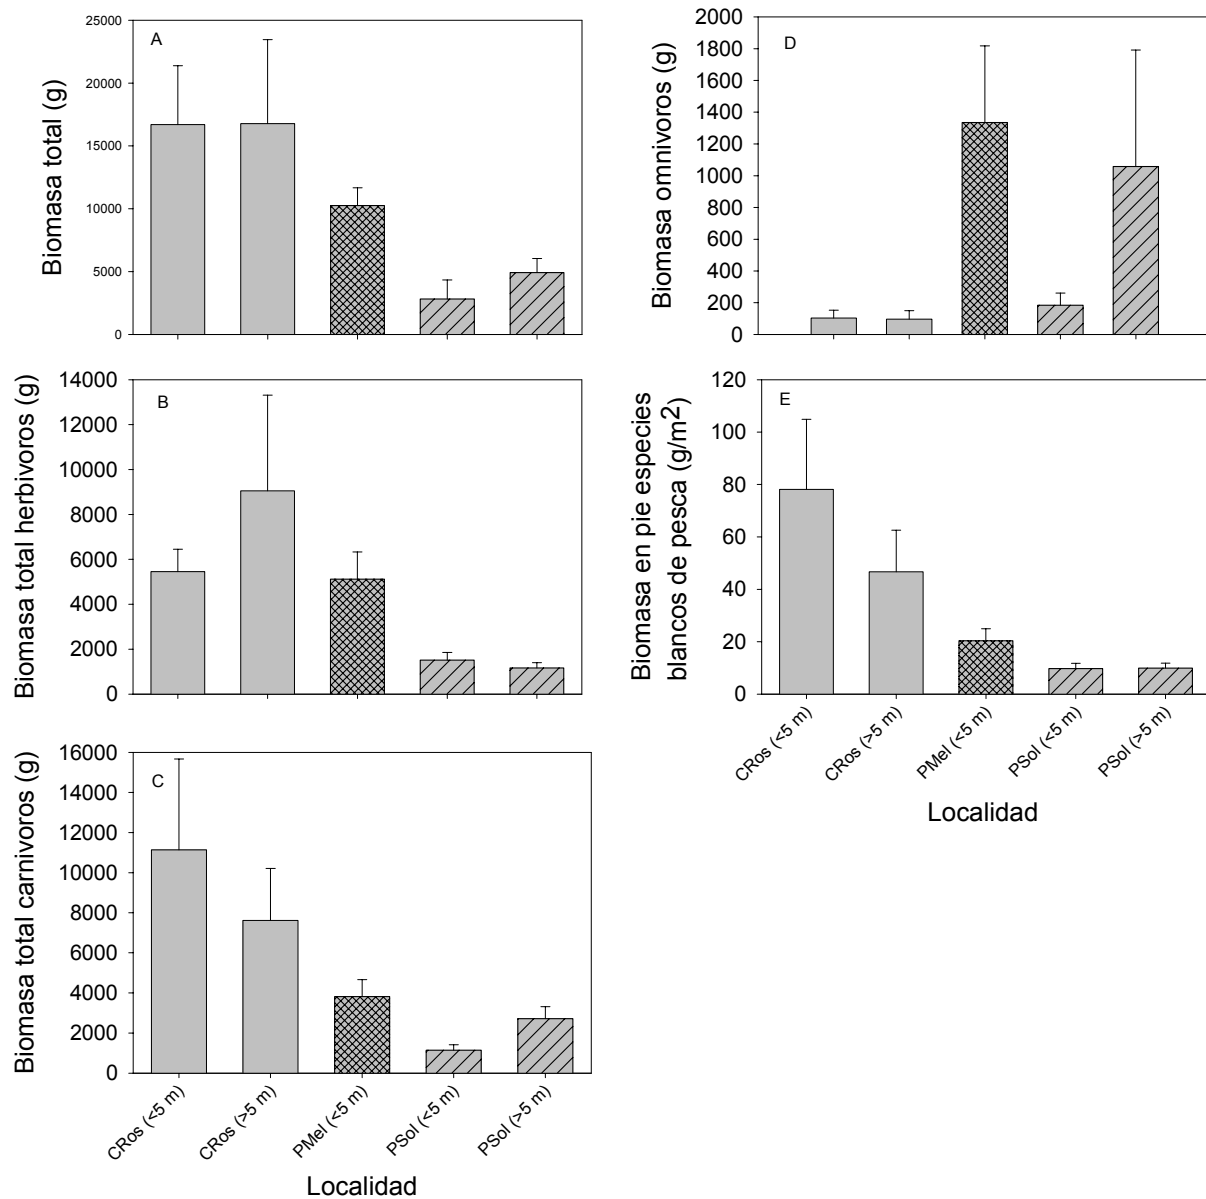 A
Biomasa total (g)
25000
20000
15000
10000
5000
0
B
Biomasa total herbivoros (g)
14000
12000
10000
8000
6000
4000
2000
0
C
Biomasa total carnivoros (g)
16000
14000
12000
10000
8000
6000
4000
2000
0
CRos (<5 m)
CRos (>5 m)
PMel (<5 m)
PSol (<5 m)
PSol (>5 m)
Localidad
D
Biomasa omnivoros (g)
2000
1800
1600
1400
1200
1000
800
600
400
200
0
E
Biomasa en pie especies
blancos de pesca (g/m2)
120
100
80
60
40
20
0
CRos (<5 m)
CRos (>5 m)
PMel (<5 m)
PSol (<5 m)
PSol (>5 m)
Localidad